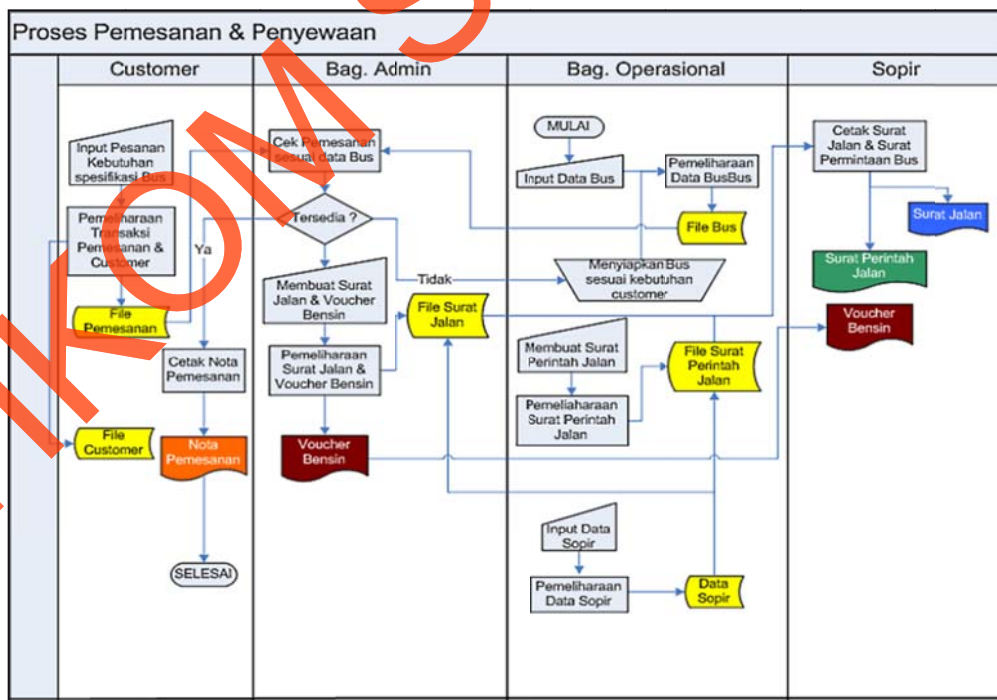 Proses Pemesanan & Penyewaan
Customer
Bag. Admin
Bag. Operasional
Sopir
Input Pesanan
Kebutuhan
spesifikasi Bus
Pemeliharaan
Transaksi
Pemesanan &
Customer
File
Pemesanan
File
Customer
Ya
Cetak Nota
Pemesanan
Nota
Pemesanan
SELESAI
Cek Pemesanan
sesuai data Bus
Tersedia ?
Tidak
Membuat Surat
Jalan & Voucher
Bensin
Pemeliharaan
Surat Jalan &
Voucher Bensin
File Surat
Jalan
Voucher
Bensin
MULAI
Input Data Bus
Pemeliharaan
Data BusBus
File Bus
Menyiapkan Bus
sesuai kebutuhan
customer
Membuat Surat
Perintah Jalan
Pemeliaharaan
Surat Perintah
Jalan
File Surat
Perintah
Jalan
Input Data
Sopir
Pemeliharaan
Data Sopir
Data
Sopir
Cetak Surat
Jalan & Surat
Permintaan Bus
Surat Jalan
Surat Perintah
Jalan
Voucher
Bensin
IKOM S